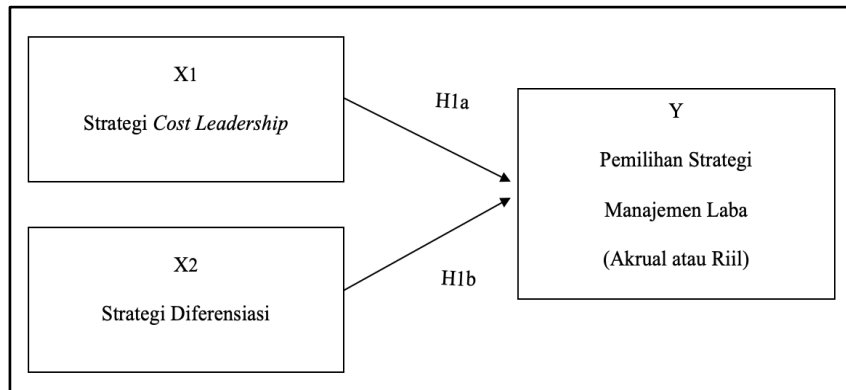 X1
Strategi Cost Leadership
H1a
Y
Pemilihan Strategi
Manajemen Laba
(Akrual atau Riil)
X2
Strategi Diferensiasi
H1b